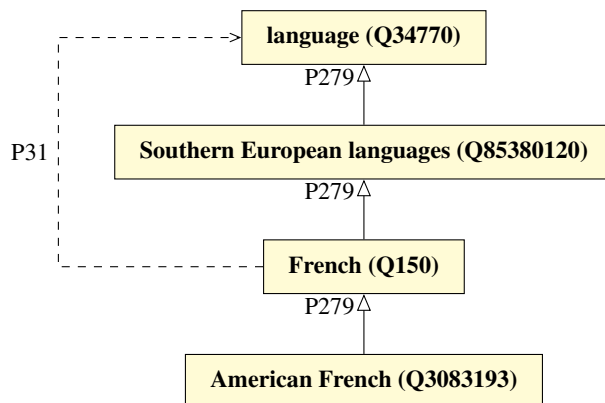 language (Q34770)
P279
Southern European languages (Q85380120)
P31
P279
French (Q150)
P279
American French (Q3083193)